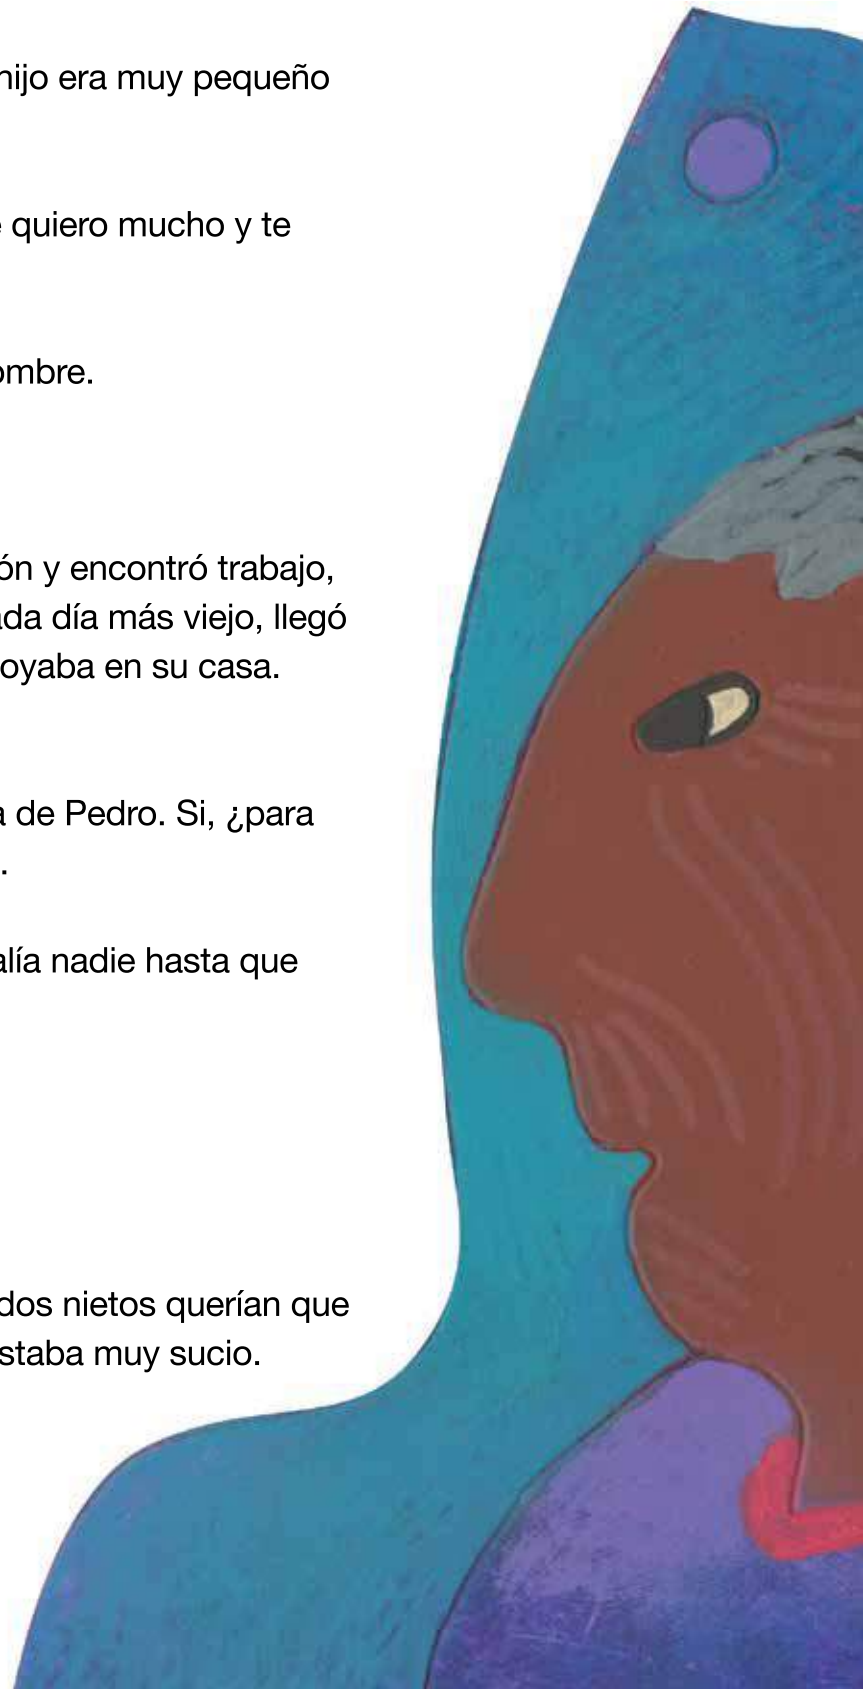 hijo era muy pequeño
quiero mucho y te
ombre.
ón y encontró trabajo,
ada día más viejo, llegó
oyaba en su casa.
a de Pedro. Si, ¿para
.
alía nadie hasta que
dos nietos querían que
staba muy sucio.